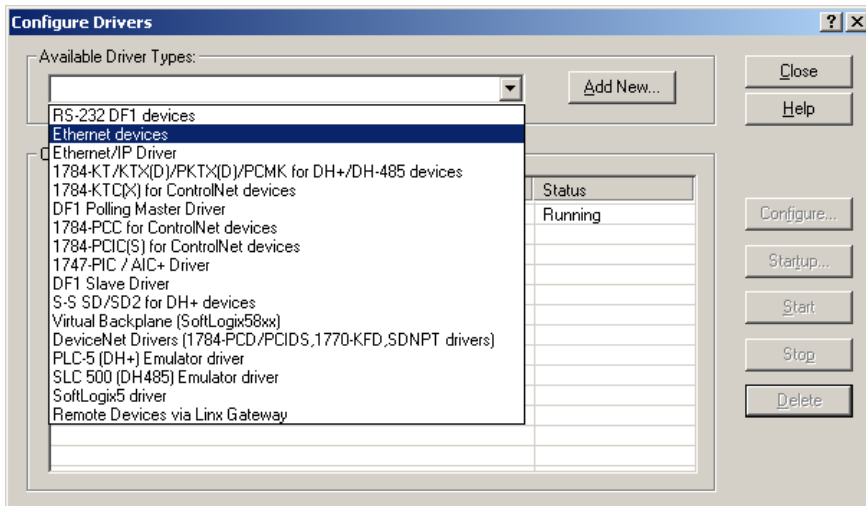 Configure Drivers
Available Driver Types:
Add New...
Close
Help
RS-232 DF1 devices
Ethernet devices
Ethernet/IP Driver
1784-KT/KTX(D)/PKTX(D)/PCMK for DH+/DH-485 devices
1784-KTC(X) for ControlNet devices
DF1 Polling Master Driver
1784-PCC for ControlNet devices
1784-PCIC(S) for ControlNet devices
1747-PIC / AIC+ Driver
DF1 Slave Driver
S-S SD/SD2 for DH+ devices
Virtual Backplane (SoftLogix58xx)
DeviceNet Drivers (1784-PCD/PCIDS,1770-KFD,SDNPT drivers)
PLC-5 (DH+) Emulator driver
SLC 500 (DH485) Emulator driver
SoftLogix5 driver
Remote Devices via Linx Gateway
Status
Running
Configure...
Startup...
Start
Stop
Delete